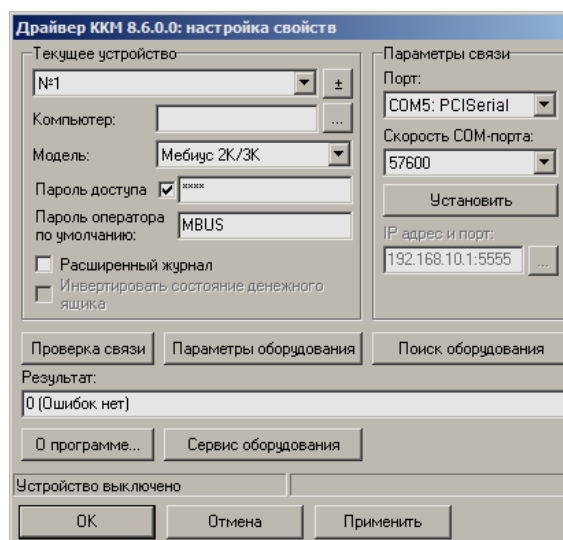 Драйвер ККМ 8.6.0.0: настройка свойств
Текущее устройство
№1
±
Компьютер:
...
Модель:
Мебиус 2K/3K
Пароль доступа
****
Пароль оператора
по умолчанию:
MBUS
Расширенный журнал
Инвертировать состояние денежного
ящика
Параметры связи
Порт:
COM5: PCISerial
Скорость COM-порта:
57600
Установить
IP адрес и порт:
192.168.10.1:5555
...
Проверка связи
Параметры оборудования
Поиск оборудования
Результат:
0 (Ошибок нет)
О программе...
Сервис оборудования
Устройство выключено
OK
Отмена
Применить